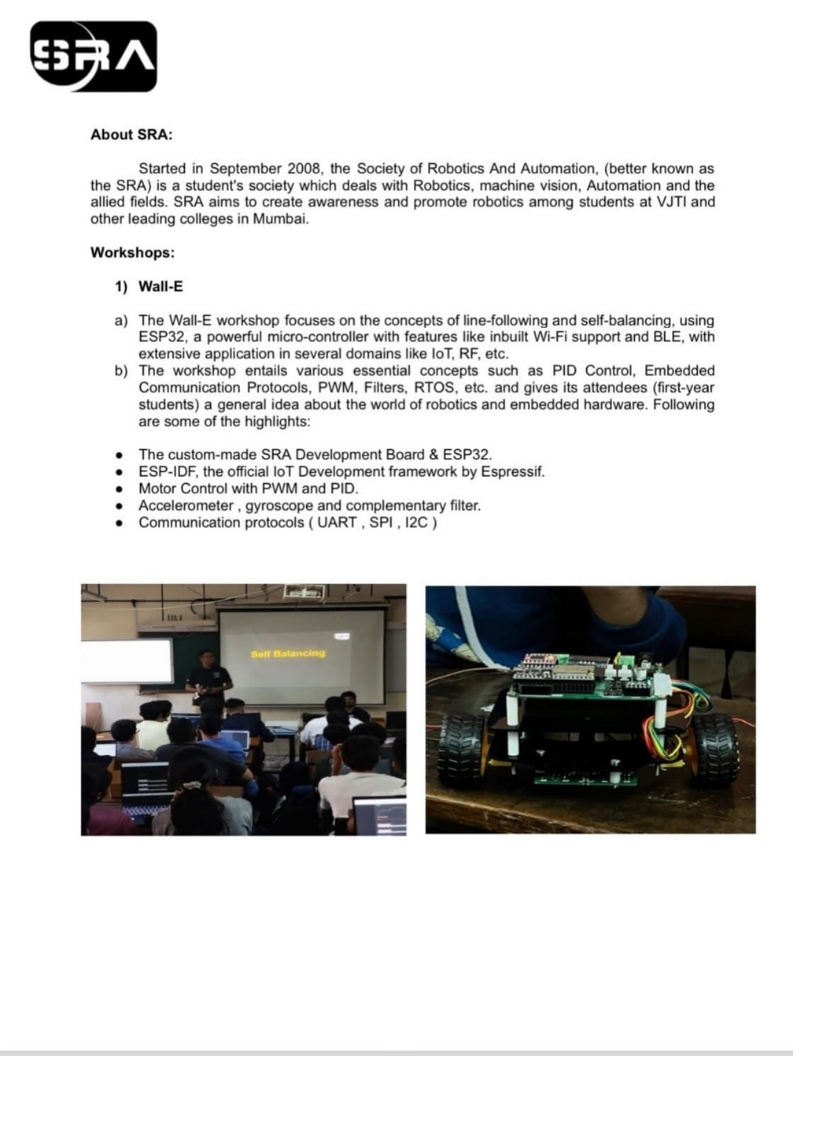 SRA
About SRA:
Started in September 2008, the Society of Robotics And Automation, (better known as
the SRA) is a student's society which deals with Robotics, machine vision, Automation and the
allied fields. SRA aims to create awareness and promote robotics among students at VJTI and
other leading colleges in Mumbai.
Workshops:
1) Wall-E
a) The Wall-E workshop focuses on the concepts of line-following and self-balancing, using
ESP32, a powerful micro-controller with features like inbuilt Wi-Fi support and BLE, with
extensive application in several domains like IoT, RF, etc.
b) The workshop entails various essential concepts such as PID Control, Embedded
Communication Protocols, PWM, Filters, RTOS, etc. and gives its attendees (first-year
students) a general idea about the world of robotics and embedded hardware. Following
are some of the highlights:
● The custom-made SRA Development Board & ESP32.
● ESP-IDF, the official IoT Development framework by Espressif.
● Motor Control with PWM and PID.
● Accelerometer , gyroscope and complementary filter.
● Communication protocols ( UART , SPI , I2C )
Self Balancing